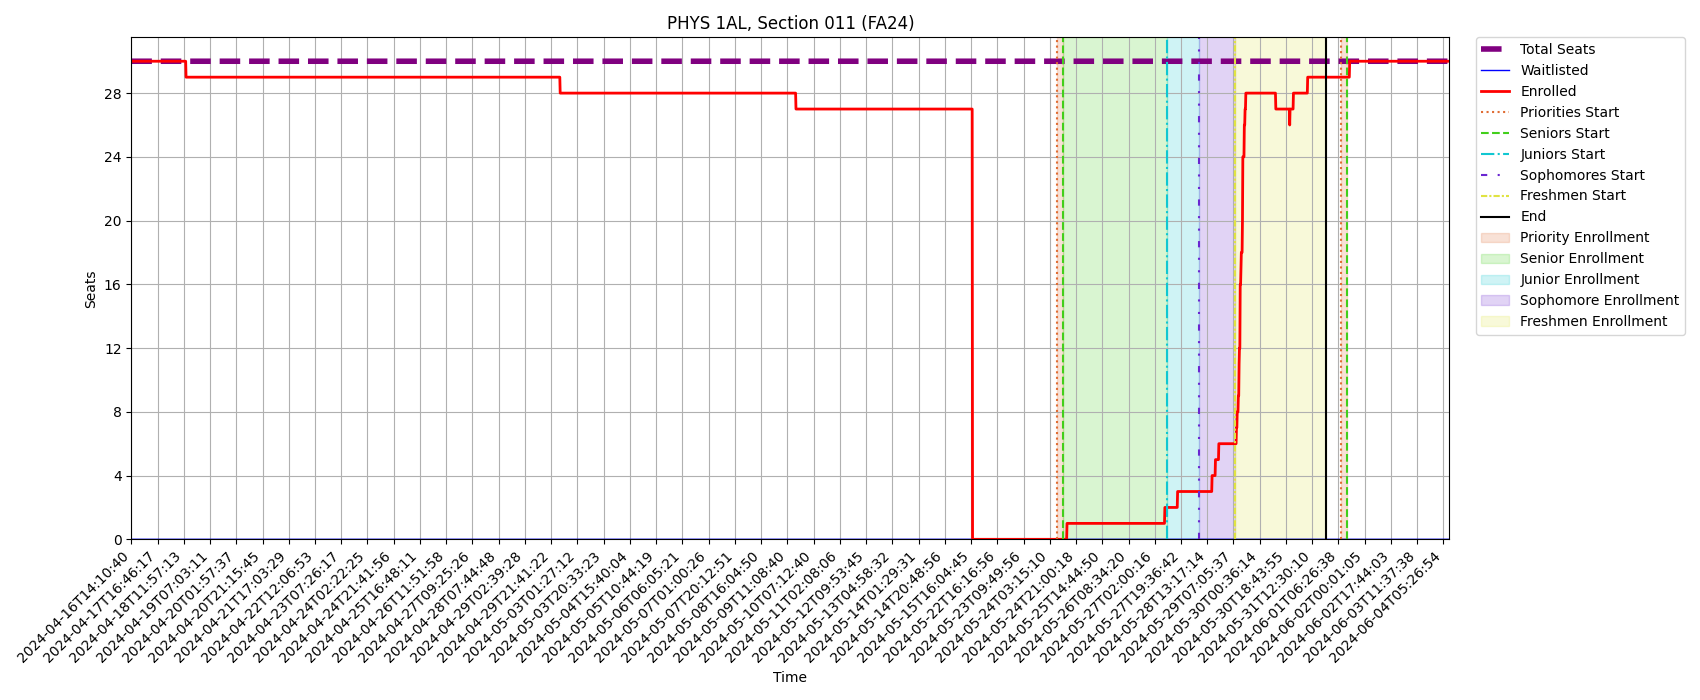 PHYS 1AL, Section 011 (FA24)
Total Seats
Waitlisted
Enrolled
Priorities Start
Seniors Start
Juniors Start
Sophomores Start
Freshmen Start
End
Priority Enrollment
Senior Enrollment
Junior Enrollment
Sophomore Enrollment
Freshmen Enrollment
Seats
28
24
20
16
12
8
4
0
2024-04-16T14:10:40
2024-04-17T16:46:17
2024-04-18T11:57:13
2024-04-19T07:03:11
2024-04-20T01:57:37
2024-04-20T21:15:45
2024-04-21T17:03:29
2024-04-22T12:06:53
2024-04-23T07:26:17
2024-04-24T02:22:25
2024-04-24T21:41:56
2024-04-25T16:48:11
2024-04-26T11:51:58
2024-04-27T09:25:26
2024-04-28T07:44:48
2024-04-29T02:39:28
2024-04-29T21:41:22
2024-05-03T01:27:12
2024-05-03T20:33:23
2024-05-04T15:40:04
2024-05-05T10:44:19
2024-05-06T06:05:21
2024-05-07T01:00:26
2024-05-07T20:12:51
2024-05-08T16:04:50
2024-05-09T11:08:40
2024-05-10T07:12:40
2024-05-11T02:08:06
2024-05-12T09:53:45
2024-05-13T04:58:32
2024-05-14T01:29:31
2024-05-14T20:48:56
2024-05-15T16:04:45
2024-05-22T16:16:56
2024-05-23T09:49:56
2024-05-24T03:15:10
2024-05-24T21:00:18
2024-05-25T14:44:50
2024-05-26T08:34:20
2024-05-27T02:00:16
2024-05-27T19:36:42
2024-05-28T13:17:14
2024-05-29T07:05:37
2024-05-30T00:36:14
2024-05-30T18:43:55
2024-05-31T12:30:10
2024-06-01T06:26:38
2024-06-02T00:01:05
2024-06-02T17:44:03
2024-06-03T11:37:38
2024-06-04T05:26:54
Time